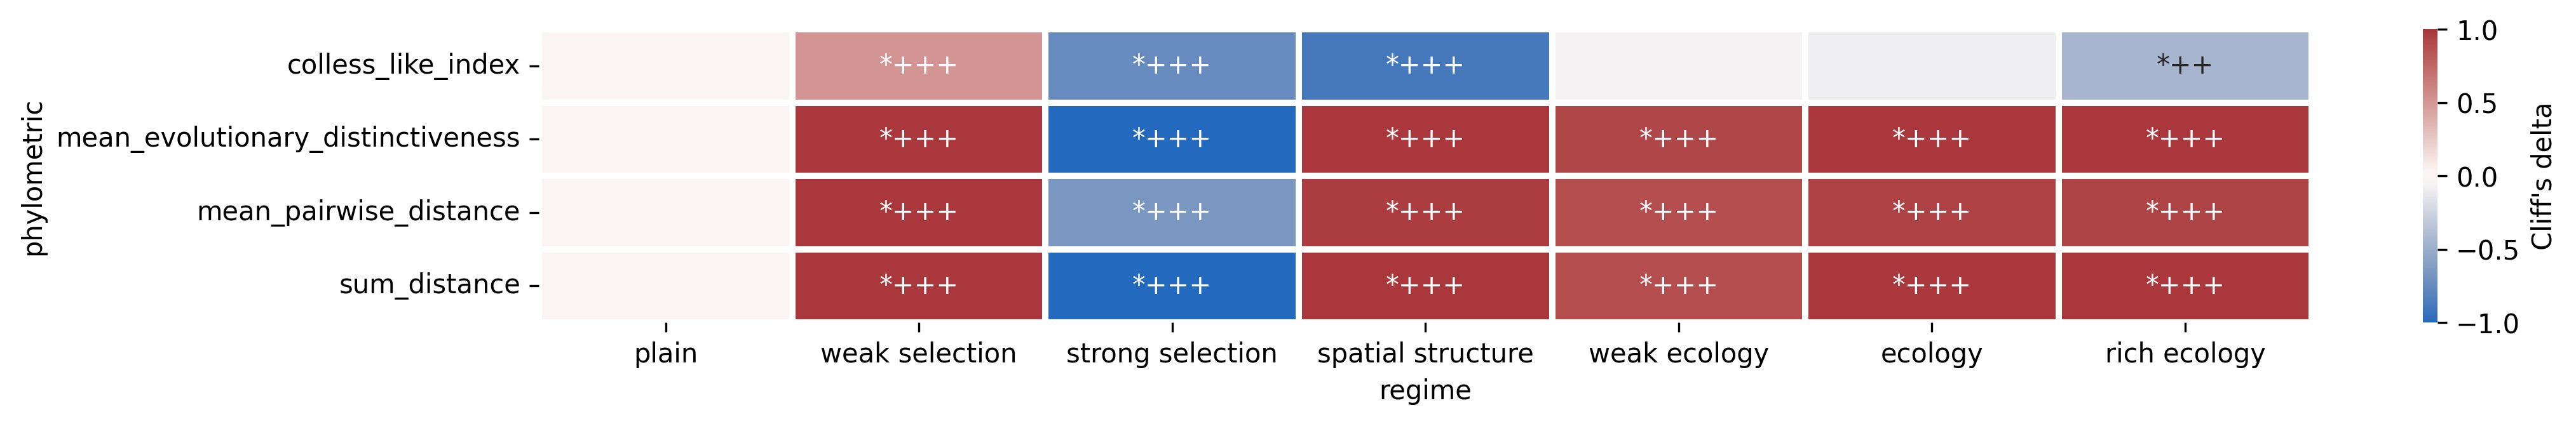 phylometric
colless_like_index
*+++ *+++ *+++ *++
mean_evolutionary_distinctiveness
*+++ *+++ *+++ *+++ *+++ *+++
mean_pairwise_distance
*+++ *+++ *+++ *+++ *+++ *+++
sum_distance
*+++ *+++ *+++ *+++ *+++ *+++
plain weak selection strong selection spatial structure weak ecology ecology rich ecology
regime
1.0
0.5
0.0
−0.5
−1.0
Cliff's delta